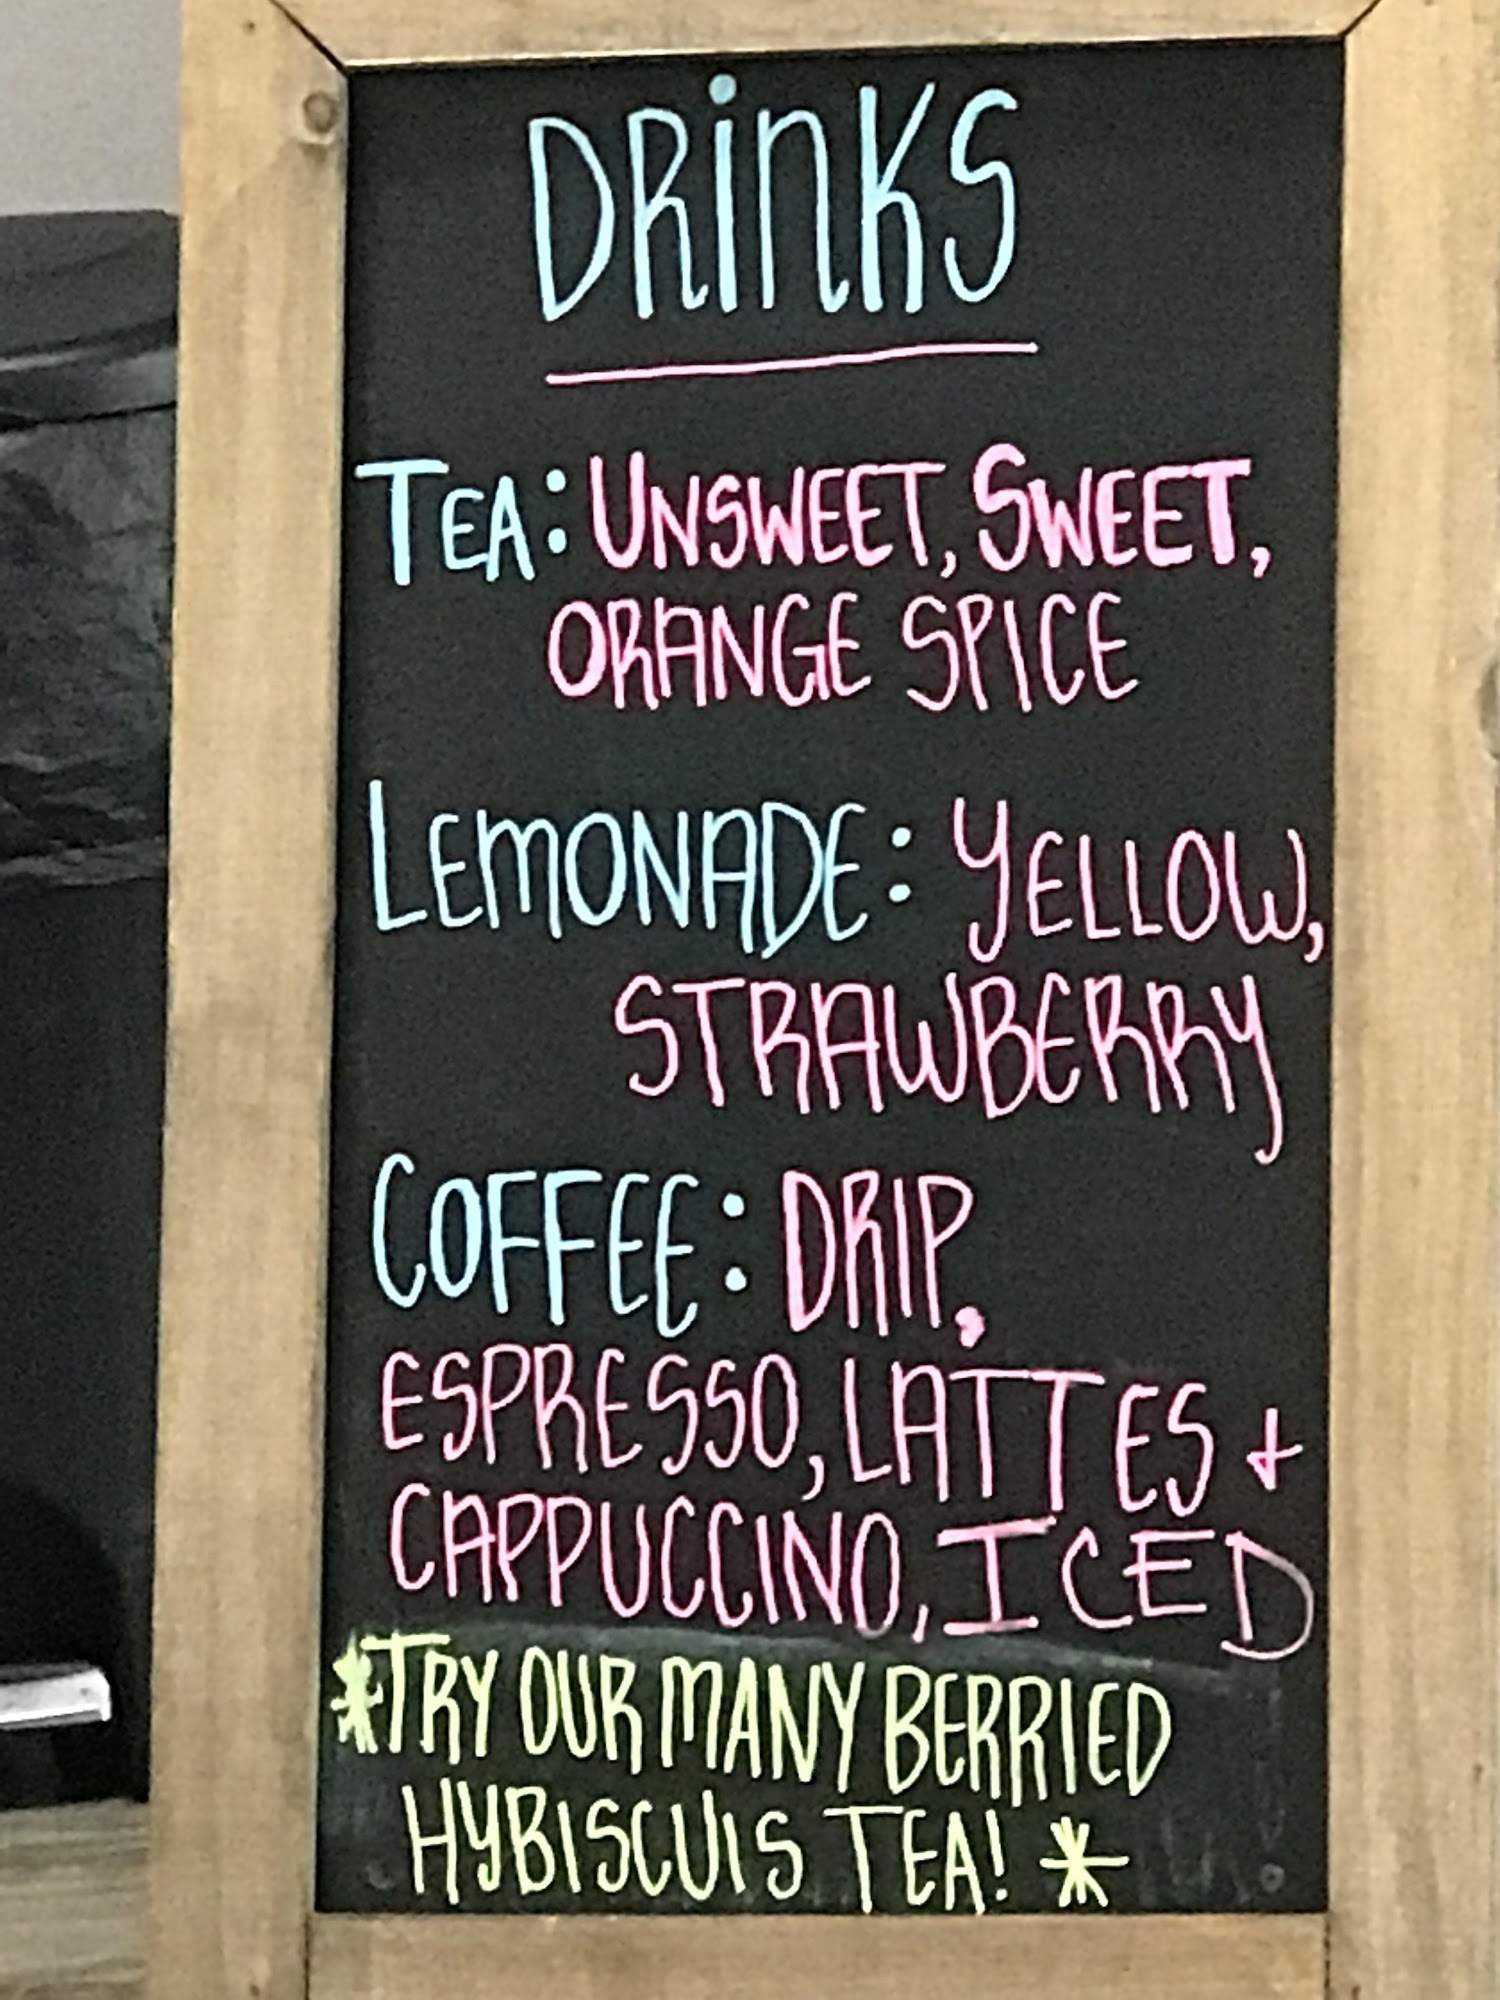 DRiNKS
TEA: UNSWEET, SWEET,
ORANGE SPICE
LEMONADE: YELLOW,
STRAWBERRY
COFFEE: DRIP,
ESPRESSO, LATTES +
CAPPUCCINO, ICED
*TRY OUR MANY BERRIED
HYBISCUIS TEA! *